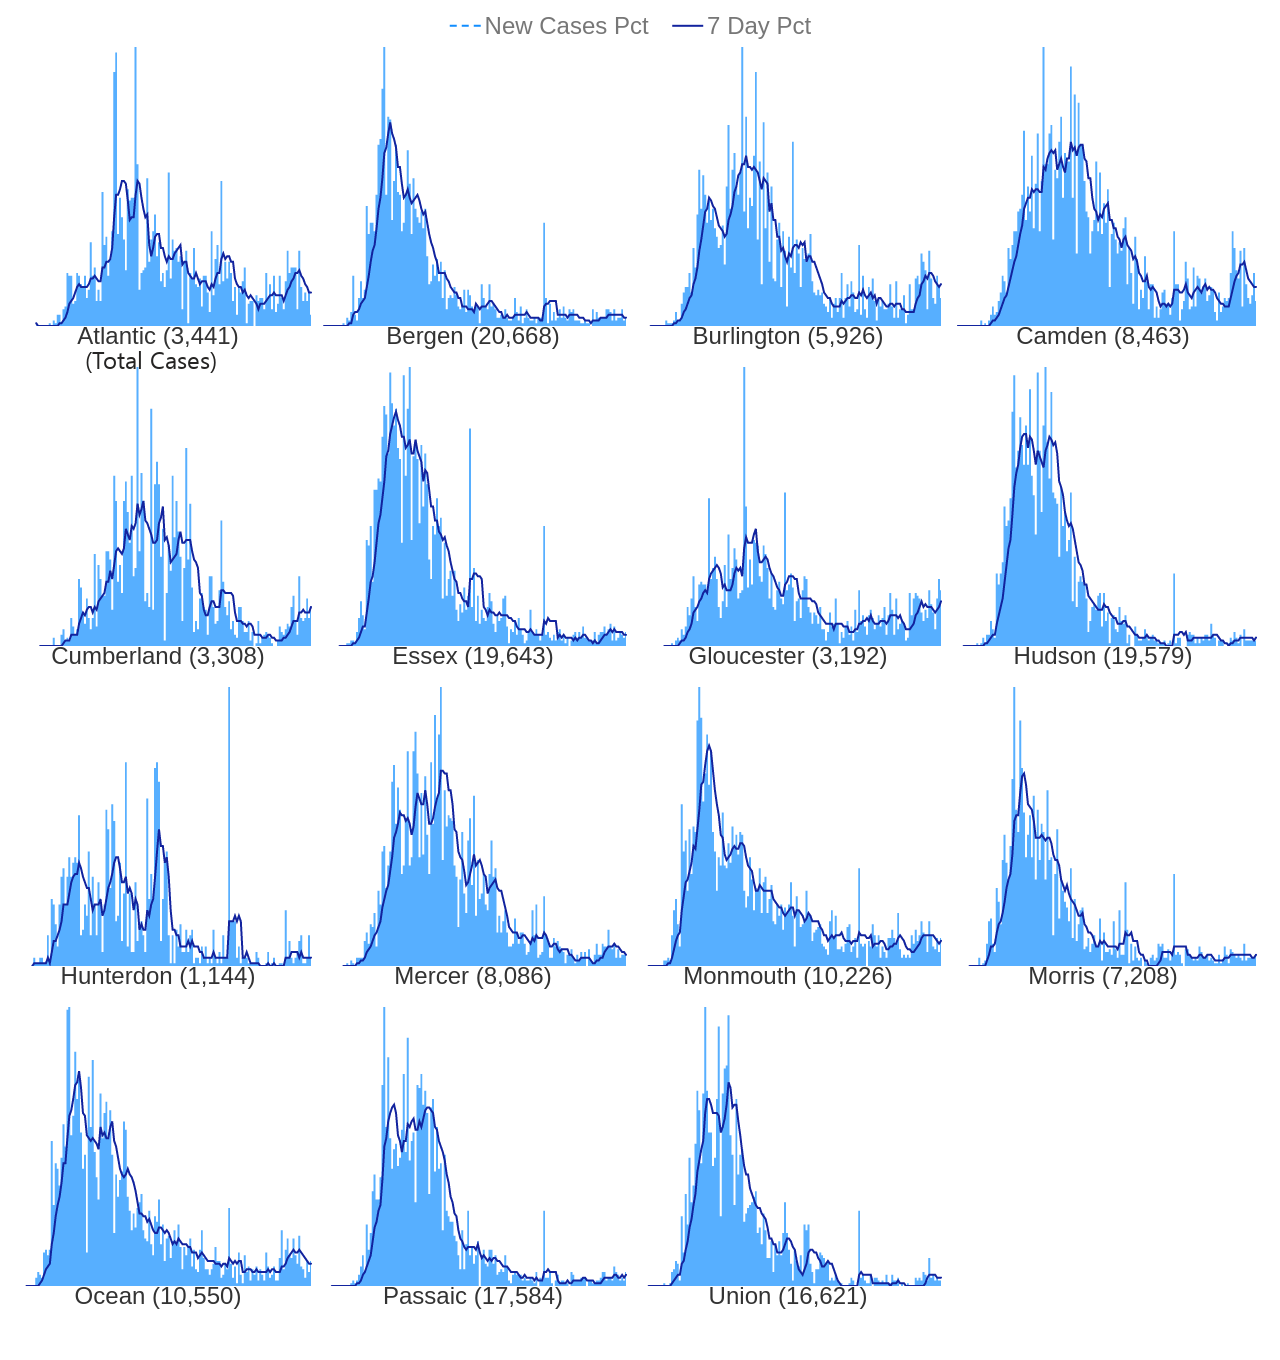 New Cases Pct 7 Day Pct
Atlantic (3,441) Bergen (20,668) Burlington (5,926) Camden (8,463)
(Total Cases)
Cumberland (3,308) Essex (19,643) Gloucester (3,192) Hudson (19,579)
Hunterdon (1,144) Mercer (8,086) Monmouth (10,226) Morris (7,208)
Ocean (10,550) Passaic (17,584) Union (16,621)